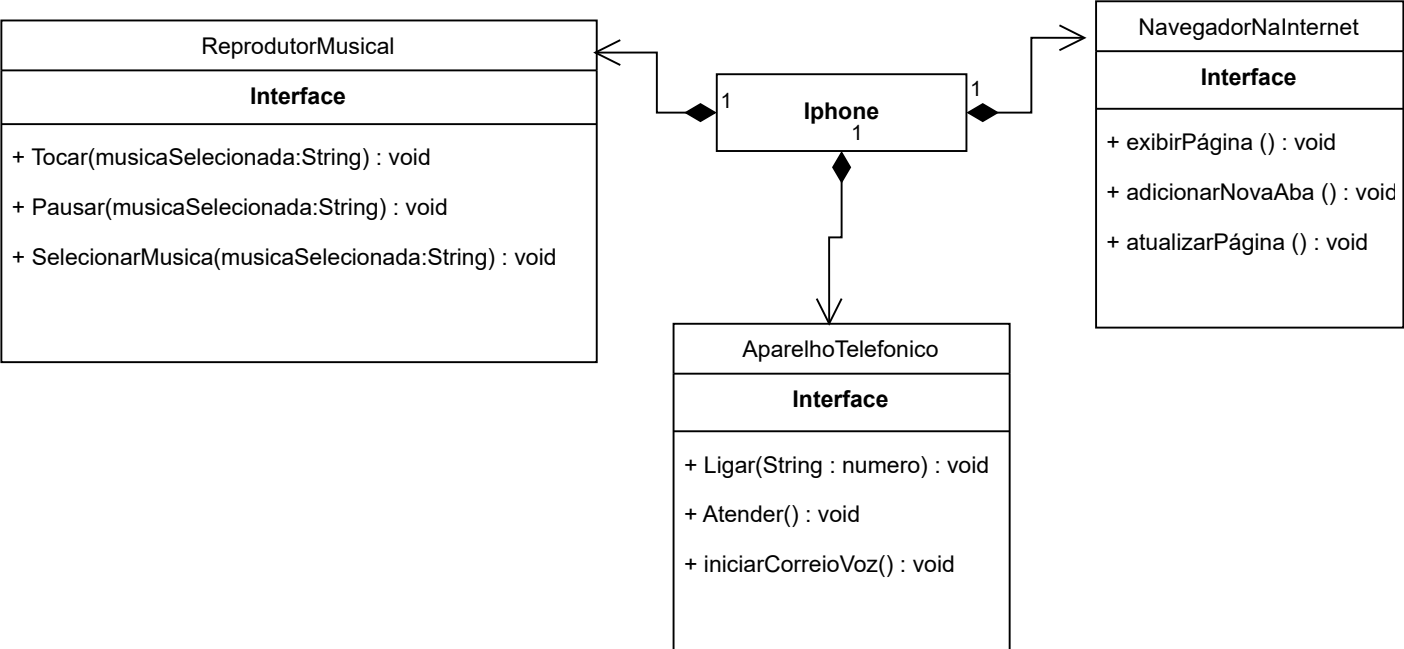 ReprodutorMusical
Interface
+ Tocar(musicaSelecionada:String) : void
+ Pausar(musicaSelecionada:String) : void
+ SelecionarMusica(musicaSelecionada:String) : void
1
Iphone
1
1
NavegadorNaInternet
Interface
+ exibirPágina () : void
+ adicionarNovaAba () : void
+ atualizarPágina () : void
AparelhoTelefonico
Interface
+ Ligar(String : numero) : void
+ Atender() : void
+ iniciarCorreioVoz() : void